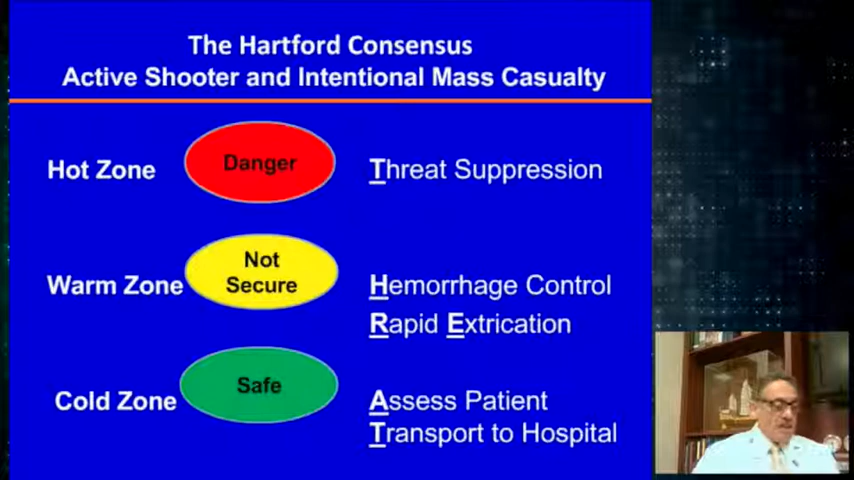 The Hartford Consensus
Active Shooter and Intentional Mass Casualty
Hot Zone
Danger
Threat Suppression
Warm Zone
Not
Secure
Hemorrhage Control
Rapid Extrication
Cold Zone
Safe
Assess Patient
Transport to Hospital